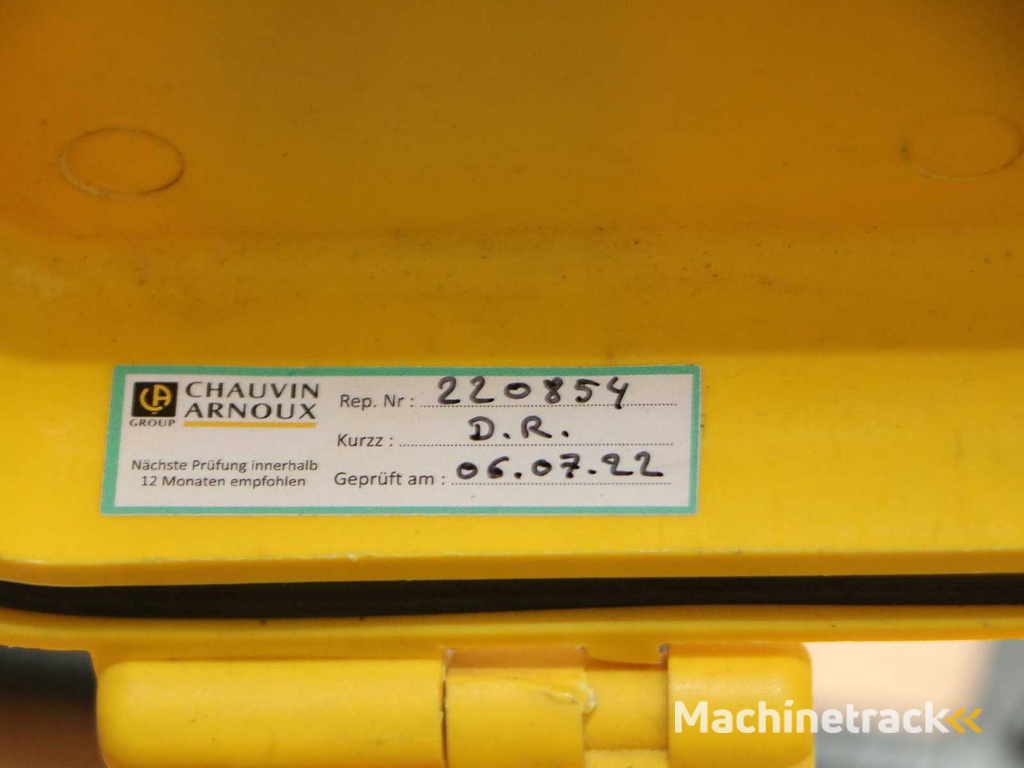 CHAUVIN
ARNOUX
GROUP
Nächste Prüfung innerhalb
12 Monaten empfohlen
Rep. Nr : 220854
Kurzz : D.R.
Geprüft am : 06.07.22
Machinetrack